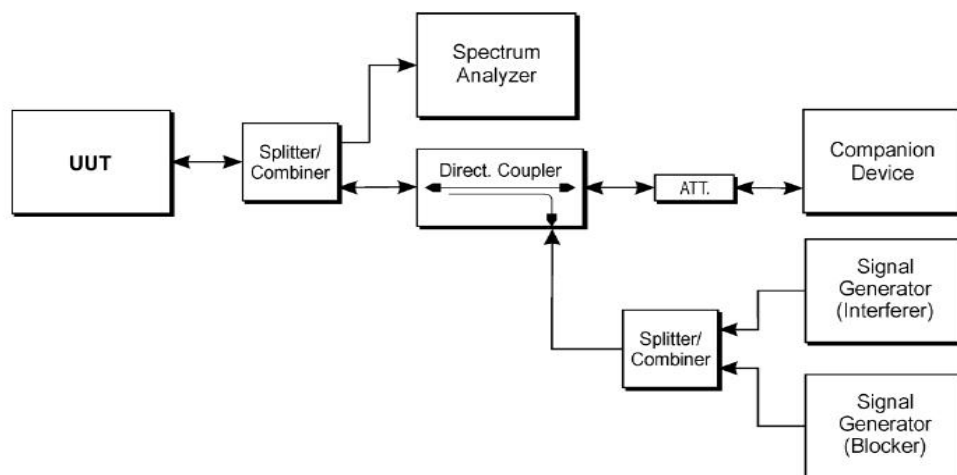 Spectrum
Analyzer
UUT
Splitter/
Combiner
Direct. Coupler
ATT.
Companion
Device
Signal
Generator
(Interferer)
Splitter/
Combiner
Signal
Generator
(Blocker)